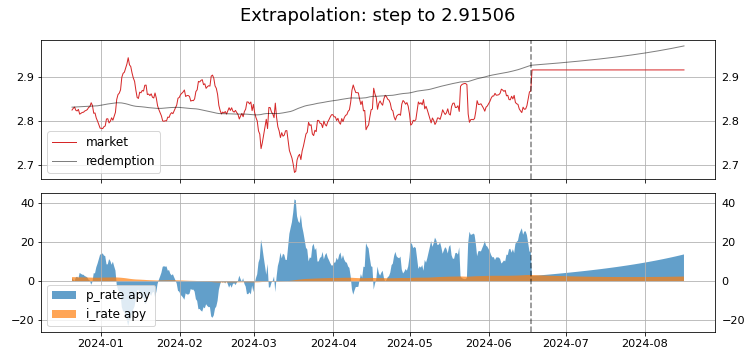 Extrapolation: step to 2.91506
2.9
2.8
2.7
2.9
2.8
2.7
market
redemption
40
20
0
−20
40
20
0
−20
p_rate apy
i_rate apy
2024-01 2024-02 2024-03 2024-04 2024-05 2024-06 2024-07 2024-08